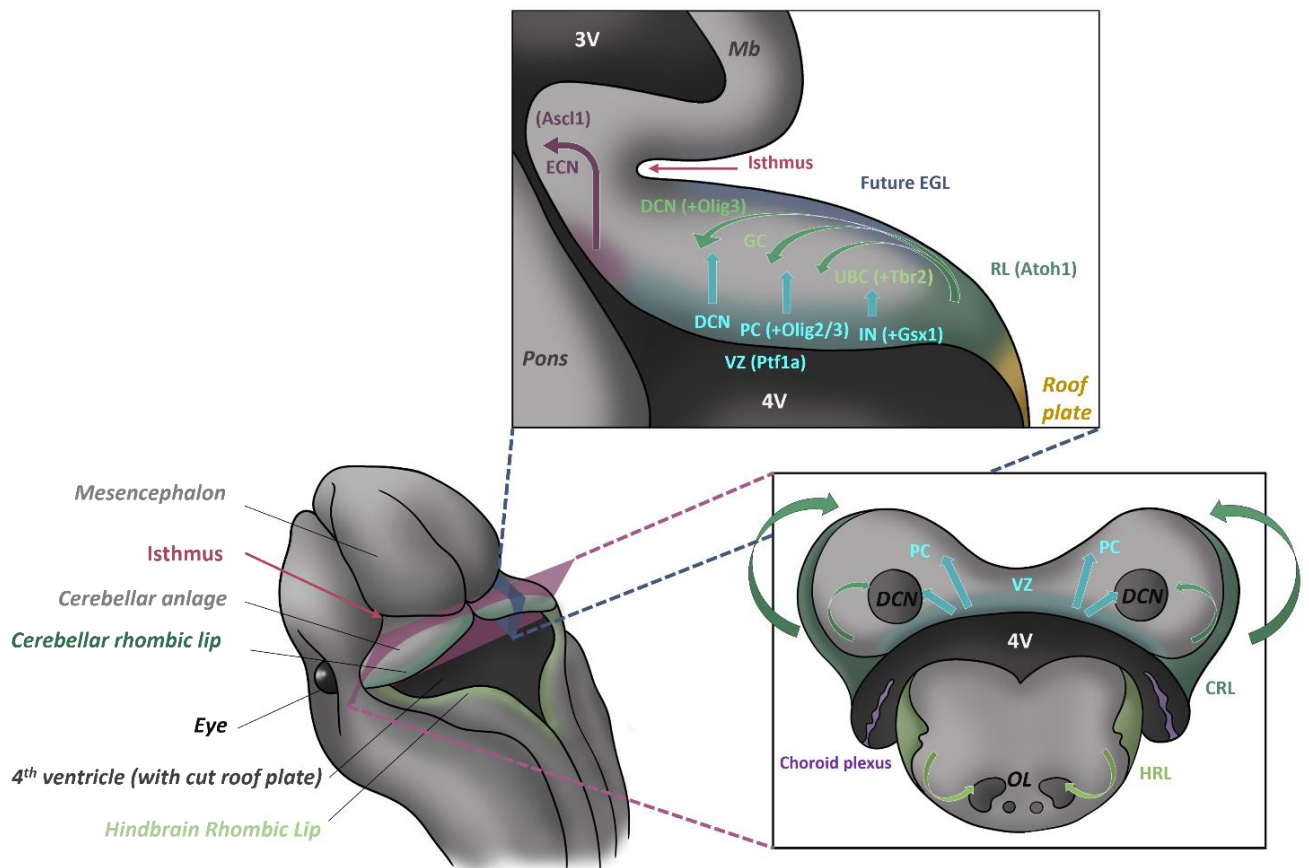 3V
Mb
(Ascl1)
ECN
Isthmus
Future EGL
DCN (+Olig3)
GC
UBC (+Tbr2)
RL (Atoh1)
DCN
PC (+Olig2/3)
IN (+Gsx1)
VZ (Ptf1a)
Pons
4V
Roof
plate
Mesencephalon
Isthmus
Cerebellar anlage
Cerebellar rhombic lip
Eye
4th ventricle (with cut roof plate)
Hindbrain Rhombic Lip
PC
PC
VZ
DCN
DCN
4V
CRL
Choroid plexus
HRL
OL